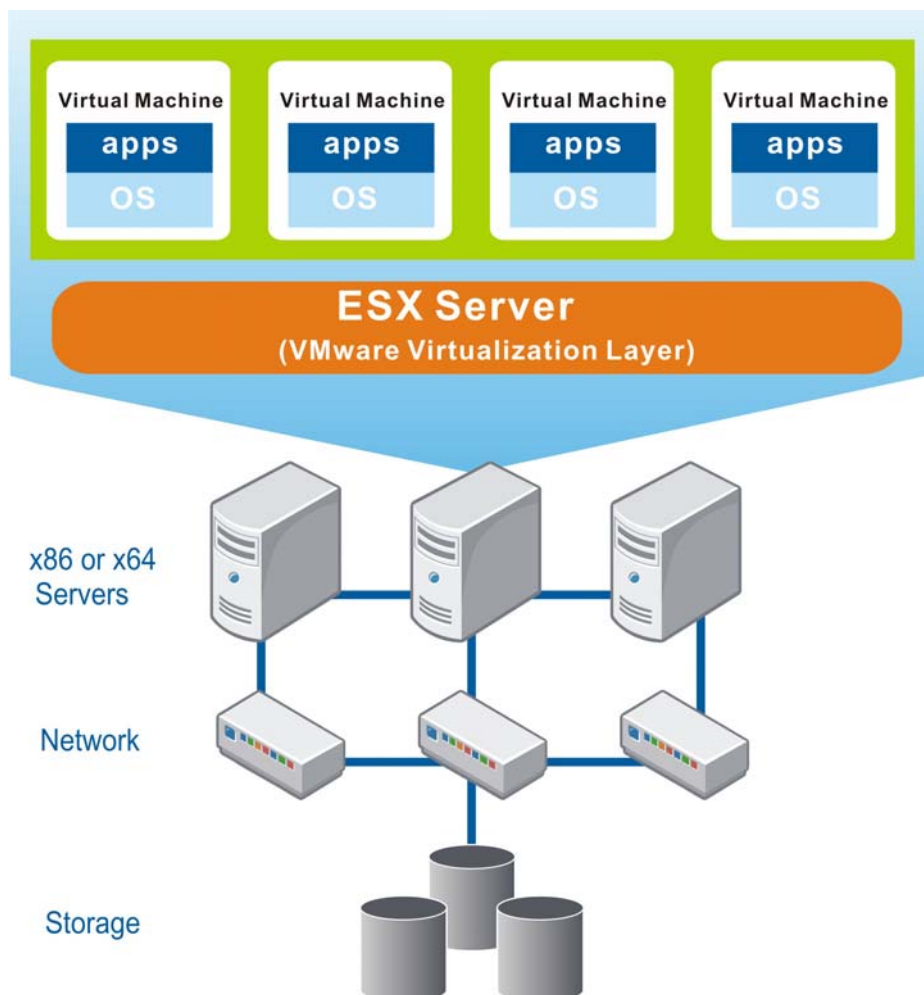 Virtual Machine
apps
OS
Virtual Machine
apps
OS
Virtual Machine
apps
OS
Virtual Machine
apps
OS
ESX Server
(VMware Virtualization Layer)
x86 or x64
Servers
Network
Storage